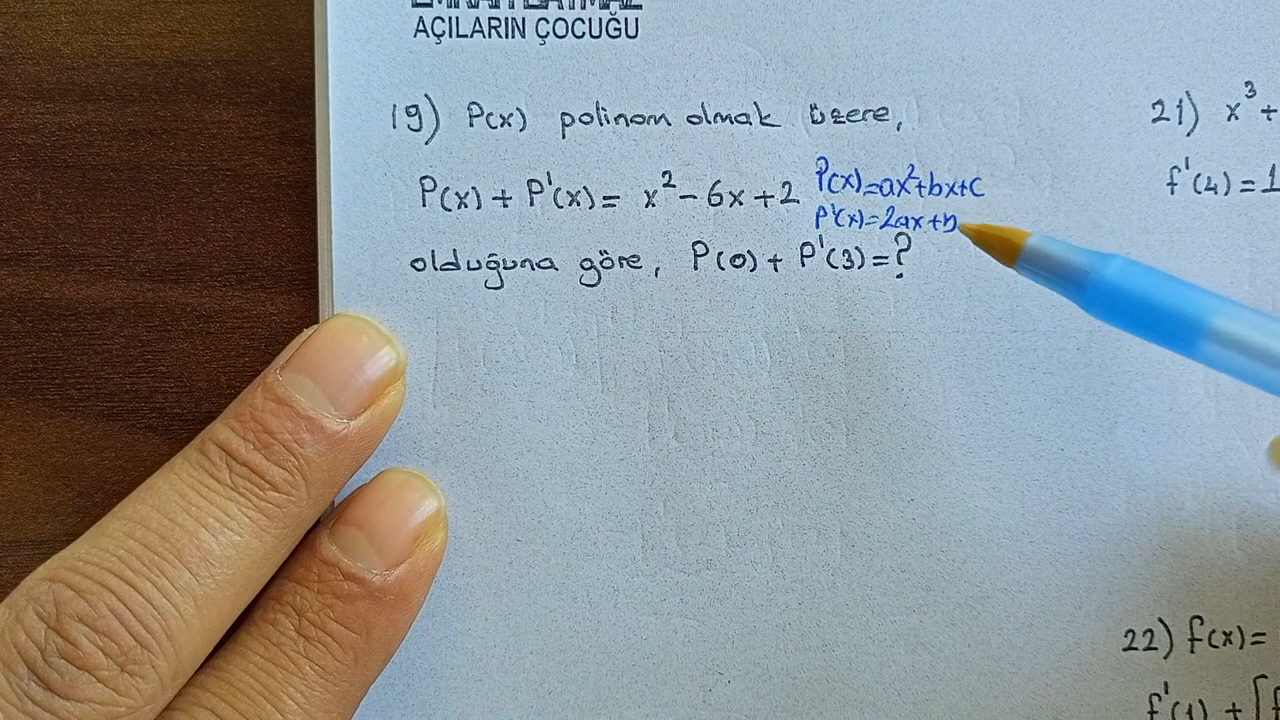 AÇILARIN ÇOCUĞU
19) P(x) polinom olmak üzere,
P(x) + P'(x) = x² - 6x + 2
P(x)=ax²+bx+c
P'(x)=2ax+b
olduğuna göre, P(0) + P'(3) = ?
21) x³ +
f'(4) = 1
22) f(x) =
f'(1) + [f